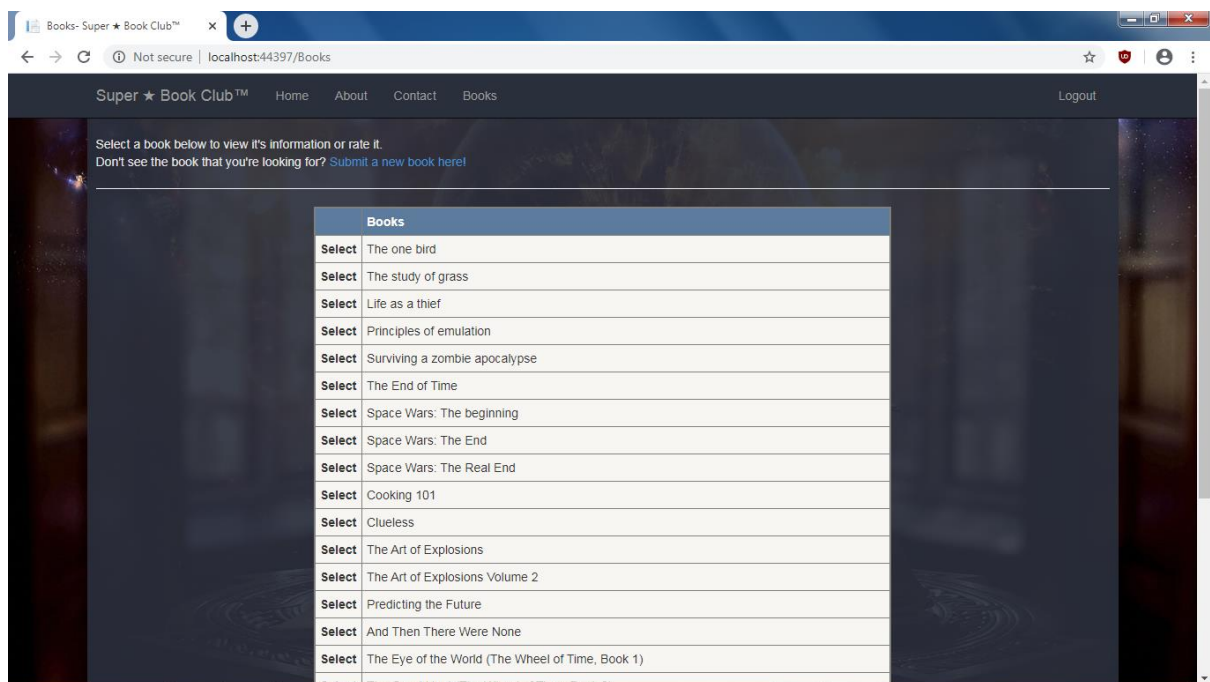 Books- Super ★ Book Club™
Not secure | localhost:44397/Books
Super ★ Book Club™ Home About Contact Books Logout
Select a book below to view it's information or rate it.
Don't see the book that you're looking for? Submit a new book here!
Books
Select The one bird
Select The study of grass
Select Life as a thief
Select Principles of emulation
Select Surviving a zombie apocalypse
Select The End of Time
Select Space Wars: The beginning
Select Space Wars: The End
Select Space Wars: The Real End
Select Cooking 101
Select Clueless
Select The Art of Explosions
Select The Art of Explosions Volume 2
Select Predicting the Future
Select And Then There Were None
Select The Eye of the World (The Wheel of Time, Book 1)